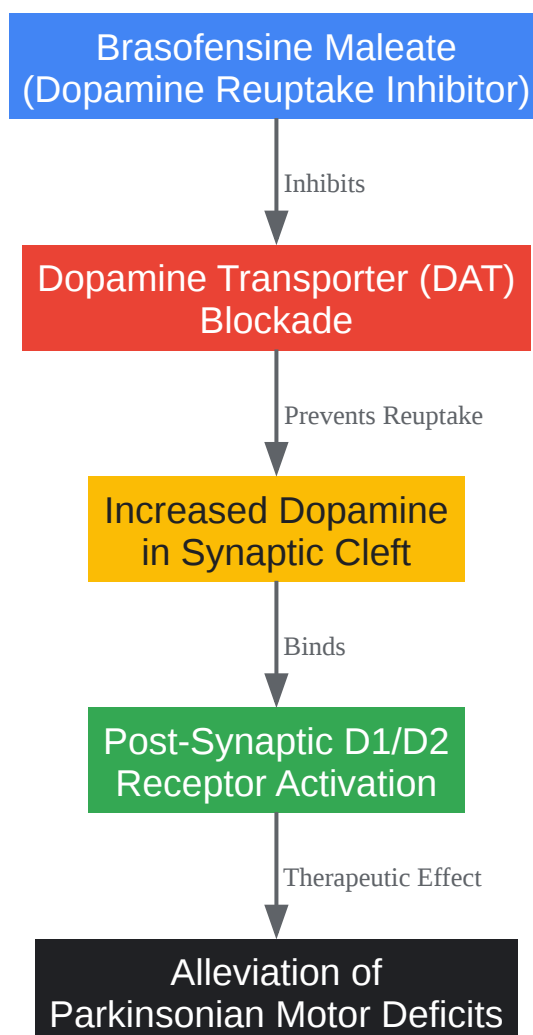 Brasofensine Maleate
(Dopamine Reuptake Inhibitor)
Inhibits
Dopamine Transporter (DAT)
Blockade
Prevents Reuptake
Increased Dopamine
in Synaptic Cleft
Binds
Post-Synaptic D1/D2
Receptor Activation
Therapeutic Effect
Alleviation of
Parkinsonian Motor Deficits